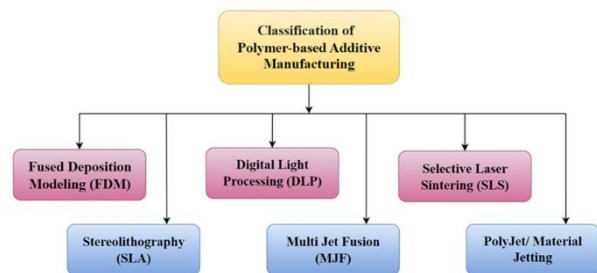 Classification of
Polymer-based Additive
Manufacturing
Fused Deposition
Modeling (FDM)
Digital Light
Processing (DLP)
Selective Laser
Sintering (SLS)
Stereolithography
(SLA)
Multi Jet Fusion
(MJF)
PolyJet/ Material
Jetting